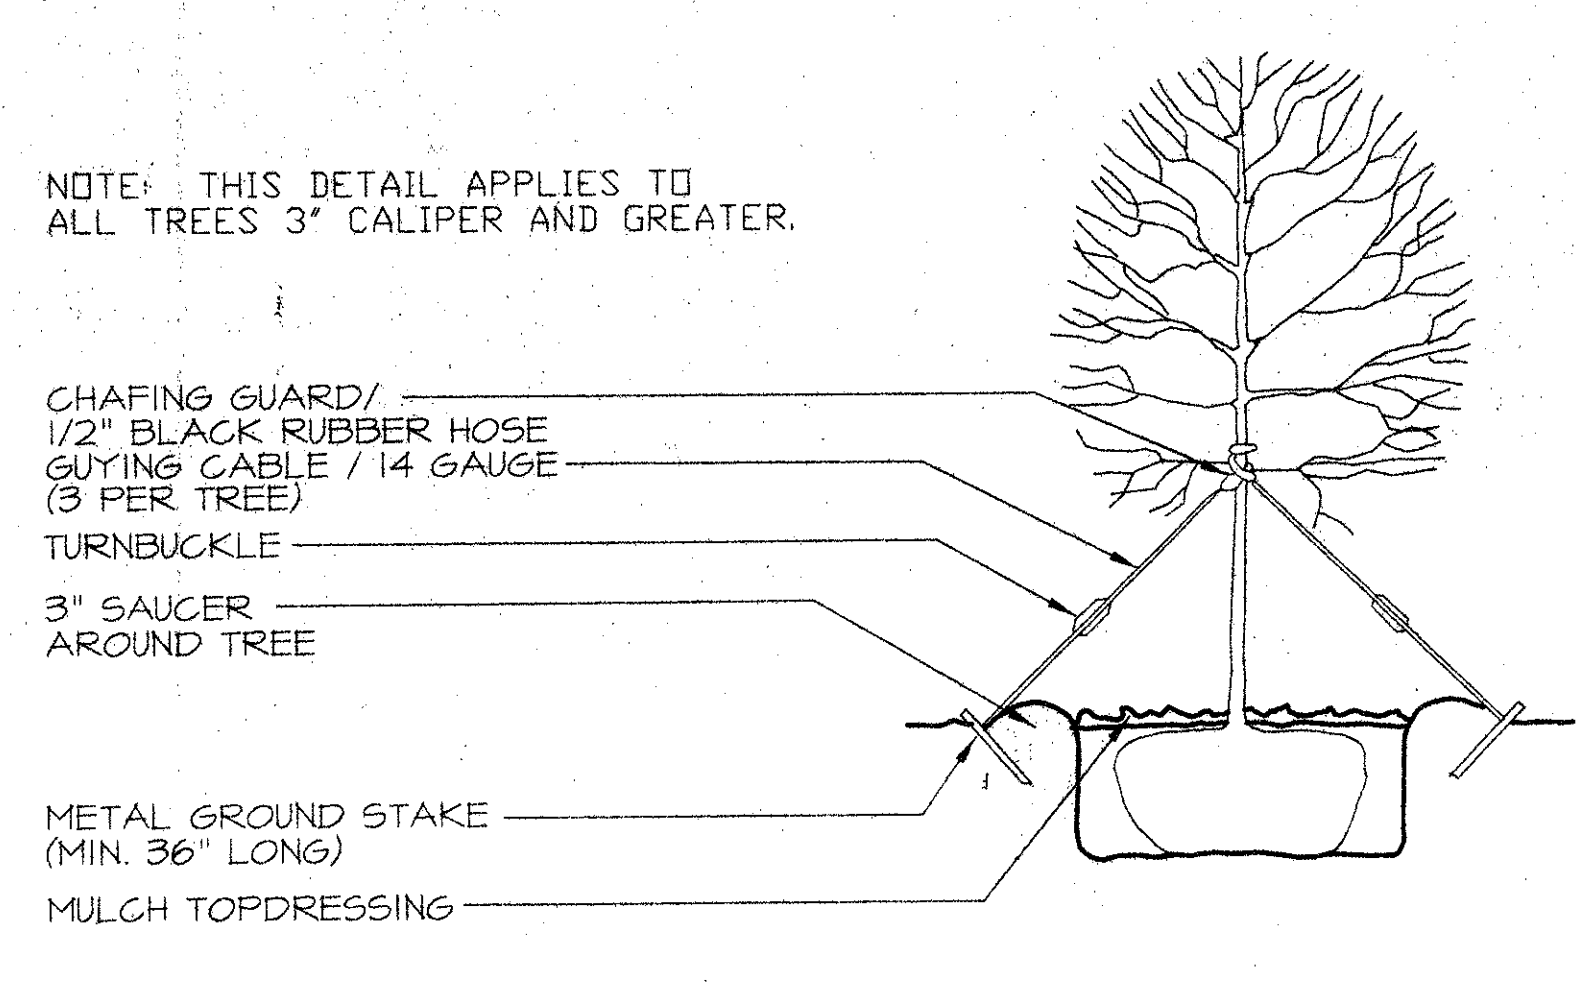 NOTE: THIS DETAIL APPLIES TO
ALL TREES 3" CALIPER AND GREATER.
CHAFING GUARD/
1/2" BLACK RUBBER HOSE
GUYING CABLE / 14 GAUGE
(3 PER TREE)
TURNBUCKLE
3" SAUCER
AROUND TREE
METAL GROUND STAKE
(MIN. 36" LONG)
MULCH TOPDRESSING